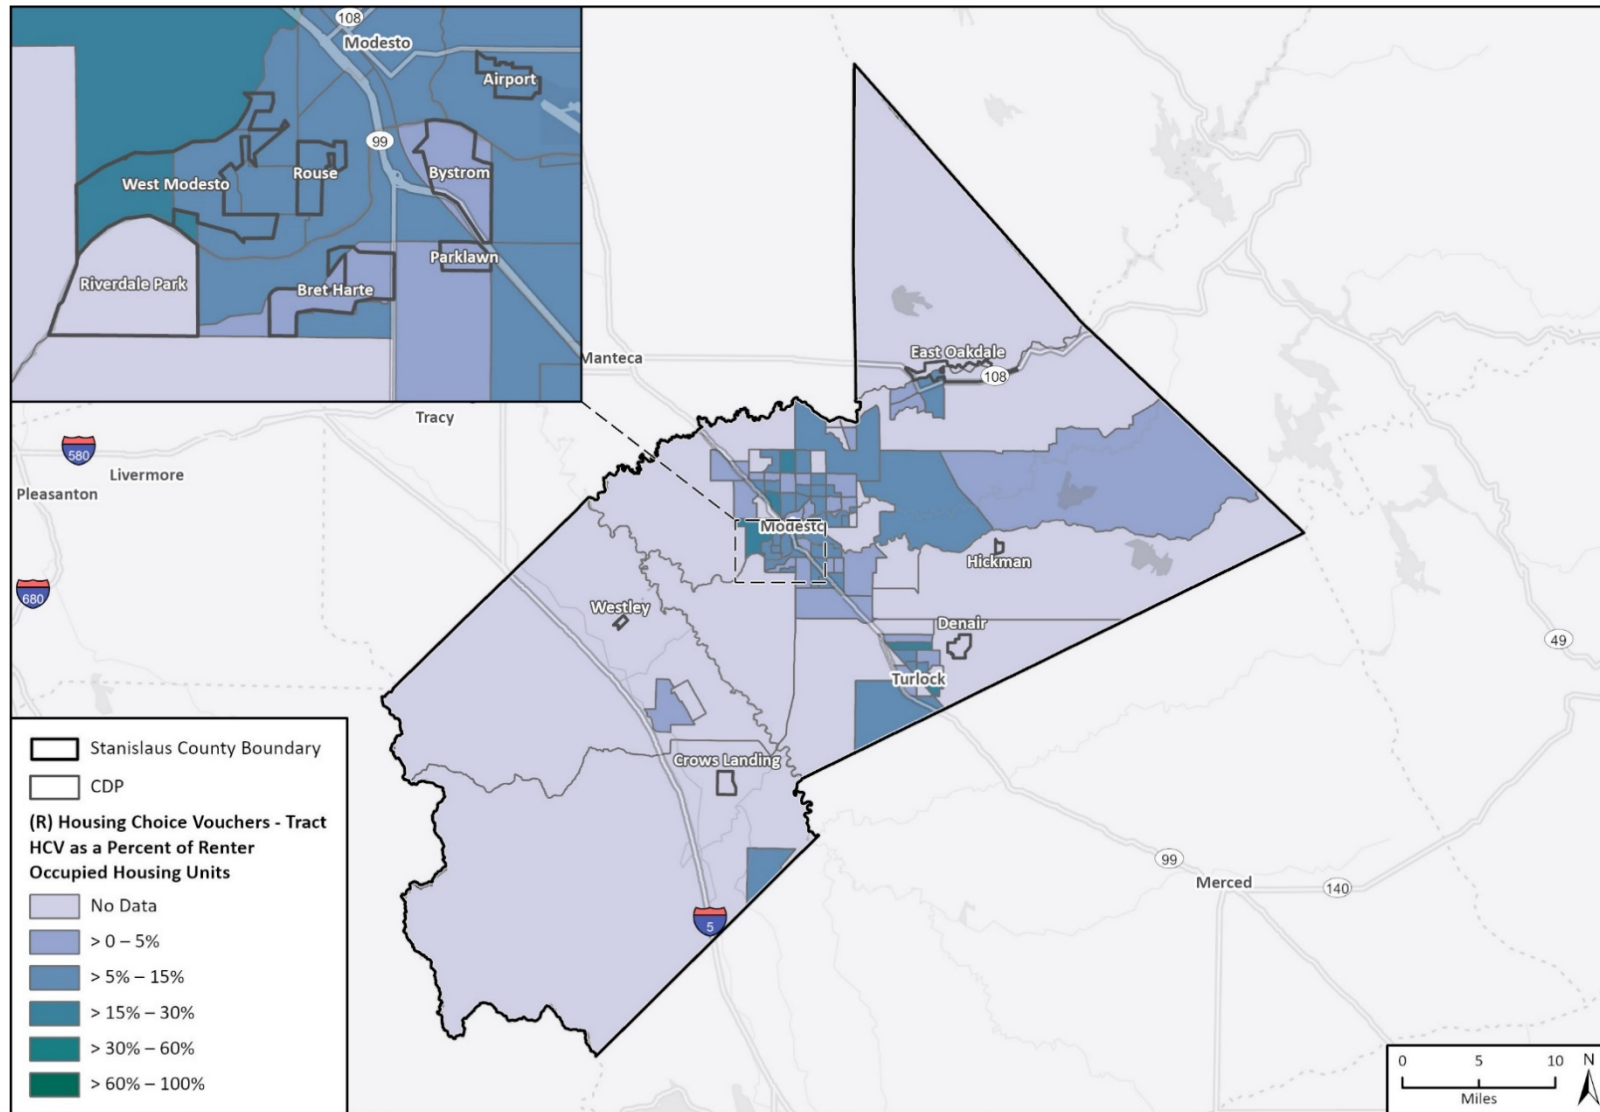 108
Modesto
Airport
99
West Modesto
Rouse
Bystrom
Parklawn
Riverdale Park
Bret Harte
Manteca
Tracy
580
Livermore
Pleasanton
680
East Oakdale
108
Modesto
Hickman
Westley
Denair
Turlock
49
Crows Landing
99
Merced
140
5
Stanislaus County Boundary
CDP
(R) Housing Choice Vouchers - Tract
HCV as a Percent of Renter
Occupied Housing Units
No Data
> 0 – 5%
> 5% – 15%
> 15% – 30%
> 30% – 60%
> 60% – 100%
0 5 10
Miles
N